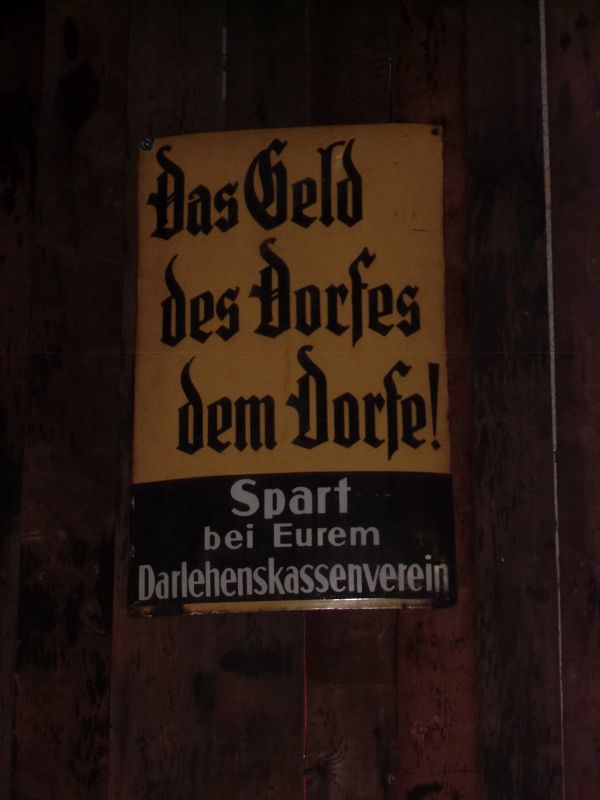 Das Geld
des Dorfes
dem Dorfe!
Spart
bei Eurem
Darlehenskassenverein